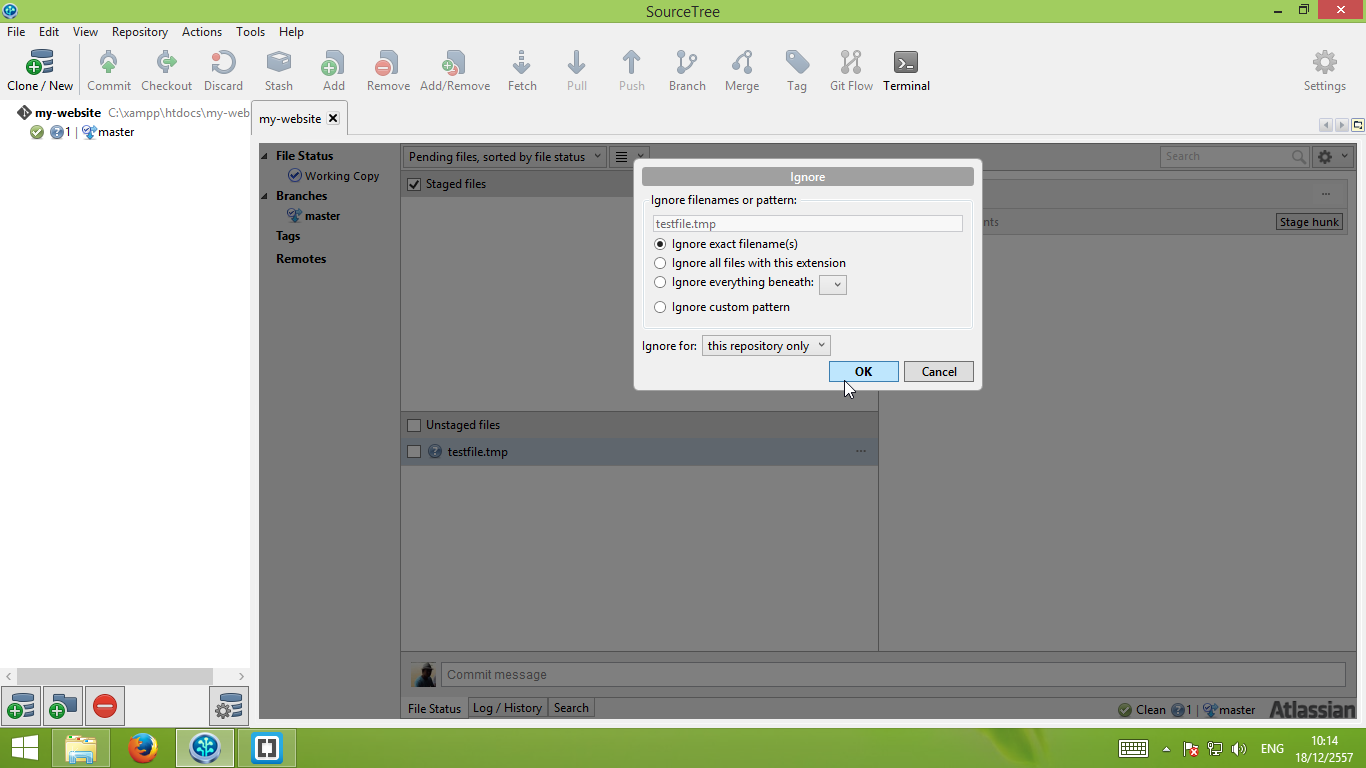 SourceTree
File Edit View Repository Actions Tools Help
Clone / New Commit Checkout Discard Stash Add Remove Add/Remove Fetch Pull Push Branch Merge Tag Git Flow Terminal Settings
my-website C:\xampp\htdocs\my-web
1 | master
my-website
File Status
Working Copy
Branches
master
Tags
Remotes
Pending files, sorted by file status
Search
Staged files
nts
Stage hunk
Ignore
Ignore filenames or pattern:
testfile.tmp
Ignore exact filename(s)
Ignore all files with this extension
Ignore everything beneath:
Ignore custom pattern
Ignore for: this repository only
OK Cancel
Unstaged files
testfile.tmp
Commit message
File Status Log / History Search
Clean 1 | master Atlassian
ENG
10:14
18/12/2557